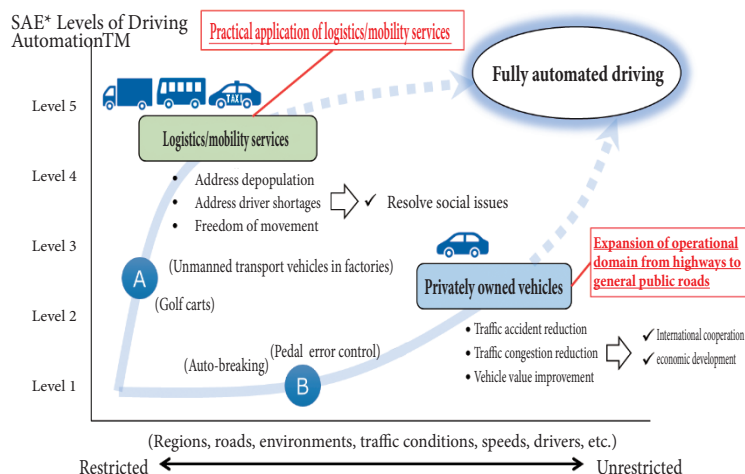 SAE* Levels of Driving
AutomationTM
Practical application of logistics/mobility services
Fully automated driving
Level 5
TAXI
Logistics/mobility services
Level 4
• Address depopulation
• Address driver shortages
• Freedom of movement
✓ Resolve social issues
Level 3
(Unmanned transport vehicles in factories)
A
(Golf carts)
Expansion of operational
domain from highways to
general public roads
Privately owned vehicles
Level 2
• Traffic accident reduction
• Traffic congestion reduction
• Vehicle value improvement
✓ International cooperation
✓ economic development
(Pedal error control)
(Auto-breaking)
B
Level 1
(Regions, roads, environments, traffic conditions, speeds, drivers, etc.)
Restricted
Unrestricted